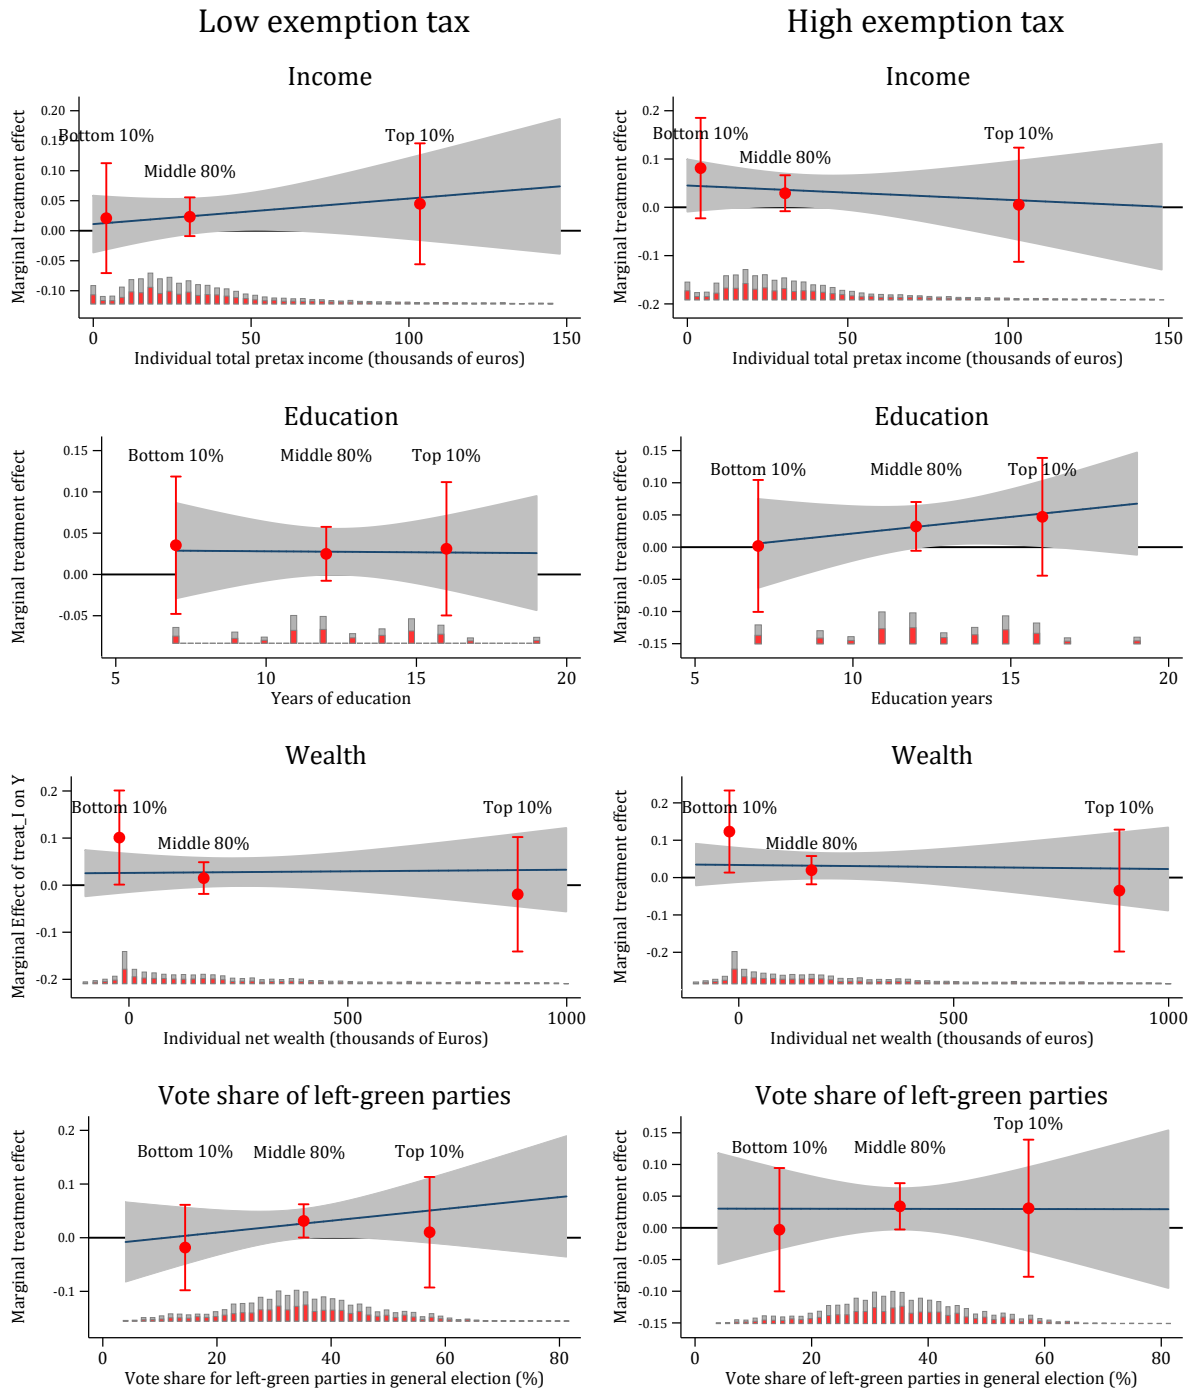 Low exemption tax
High exemption tax
Income
Marginal treatment effect
0.20
0.15
0.10
0.05
0.00
-0.05
-0.10
Bottom 10%
Middle 80%
Top 10%
0
50
100
150
Individual total pretax income (thousands of euros)
Income
Marginal treatment effect
0.2
0.1
0.0
-0.1
-0.2
Bottom 10%
Middle 80%
Top 10%
0
50
100
150
Individual total pretax income (thousands of euros)
Education
Marginal treatment effect
0.15
0.10
0.05
0.00
-0.05
Bottom 10%
Middle 80%
Top 10%
5
10
15
20
Years of education
Education
Marginal treatment effect
0.15
0.10
0.05
0.00
-0.05
-0.10
-0.15
Bottom 10%
Middle 80%
Top 10%
5
10
15
20
Education years
Wealth
Marginal Effect of treat_I on Y
0.2
0.1
0.0
-0.1
-0.2
Bottom 10%
Middle 80%
Top 10%
0
500
1000
Individual net wealth (thousands of Euros)
Wealth
Marginal treatment effect
0.2
0.1
0.0
-0.1
-0.2
Bottom 10%
Middle 80%
Top 10%
0
500
1000
Individual net wealth (thousands of euros)
Vote share of left-green parties
Marginal treatment effect
0.2
0.1
0.0
-0.1
Bottom 10%
Middle 80%
Top 10%
0
20
40
60
80
Vote share for left-green parties in general election (%)
Vote share of left-green parties
Marginal treatment effect
0.15
0.10
0.05
0.00
-0.05
-0.10
-0.15
Bottom 10%
Middle 80%
Top 10%
0
20
40
60
80
Vote share of left-green parties in general election (%)